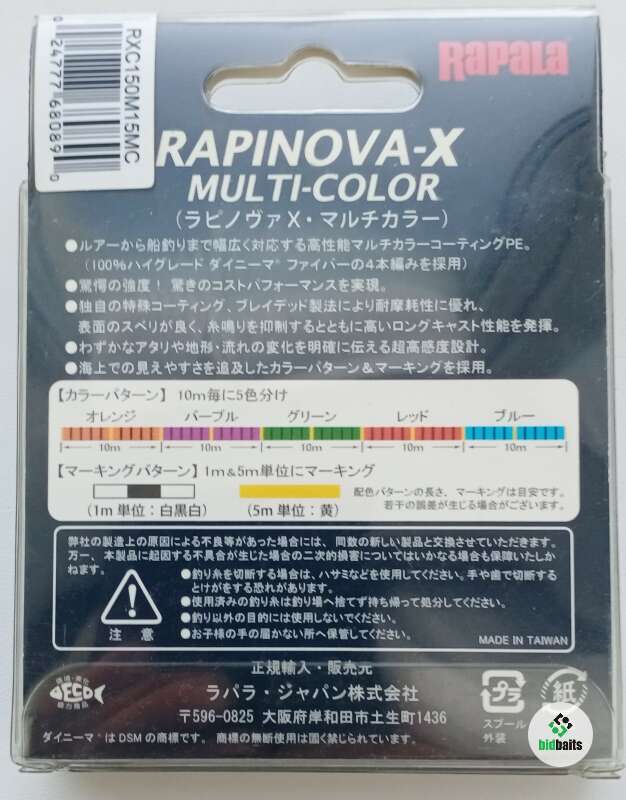 RXC150M15MC
0 24777 68089 0
Rapala
RAPINOVA-X
MULTI-COLOR
(ラピノヴァX・マルチカラー)
●ルアーから船釣りまで幅広く対応する高性能マルチカラーコーティングPE。
(100%ハイグレード ダイニーマ® ファイバーの4本編みを採用)
●驚愕の強度! 驚きのコストパフォーマンスを実現。
●独自の特殊コーティング、ブレイデッド製法により耐摩耗性に優れ、
表面のスベリが良く、糸鳴りを抑制するとともに高いロングキャスト性能を発揮。
●わずかなアタリや地形・流れの変化を明確に伝える超高感度設計。
●海上での見えやすさを追及したカラーパターン&マーキングを採用。
【カラーパターン】 10m毎に5色分け
オレンジ パープル グリーン レッド ブルー
10m 10m 10m 10m 10m
【マーキングパターン】1m&5m単位にマーキング
(1m 単位:白黒白) (5m 単位:黄)
配色パターンの長さ、マーキングは目安です。
若干の誤差が生じる場合がございます。
弊社の製造上の原因による不良等があった場合には、同数の新しい製品と交換させていただきます。
万一、本製品に起因する不具合が生じた場合の二次的損害についてはいかなる場合も保障いたしか
ねます。
●釣り糸を切断する場合は、ハサミなどを使用してください。手や歯で切断する
とけがをする恐れがあります。
●使用済みの釣り糸は釣り場へ捨てず持ち帰って処分してください。
●釣り以外の目的には使用しないでください。
●お子様の手の届かない所へ保管してください。
注 意
MADE IN TAIWAN
正規輸入・販売元
ラパラ・ジャパン株式会社
〒596-0825 大阪府岸和田市土生町1436
ECO
協力商品
プラ
スプール
外装
紙
ダイニーマ® は DSM の商標です。 商標の無断使用は固く禁じられています。
bidbaits